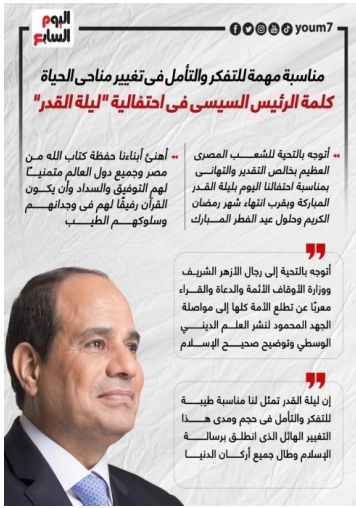 اليوم السابع
youm7
مناسبة مهمة للتفكر والتأمل فى تغيير مناحى الحياة
كلمة الرئيس السيسى فى احتفالية "ليلة القدر"
أتوجه بالتحية للشعب المصرى
العظيم بخالص التقدير والتهانى
بمناسبة احتفالنا اليوم بليلة القدر
المباركة وبقرب انتهاء شهر رمضان
الكريم وحلول عيد الفطر المبارك
أهنئ أبناءنا حفظة كتاب الله من
مصر وجميع دول العالم متمنيًا
لهم التوفيق والسداد وأن يكون
القرآن رفيقًا لهم فى وجدانهم
وسلوكهم الطيب
أتوجه بالتحية إلى رجال الأزهر الشريف
ووزارة الأوقاف الأئمة والدعاة والقراء
معربًا عن تطلع الأمة كلها إلى مواصلة
الجهد المحمود لنشر العلم الدينى
الوسطي وتوضيح صحيح الإسلام
إن ليلة القدر تمثل لنا مناسبة طيبة
للتفكر والتأمل فى حجم ومدى هذا
التغيير الهائل الذى انطلق برسالة
الإسلام وطال جميع أركان الدنيا